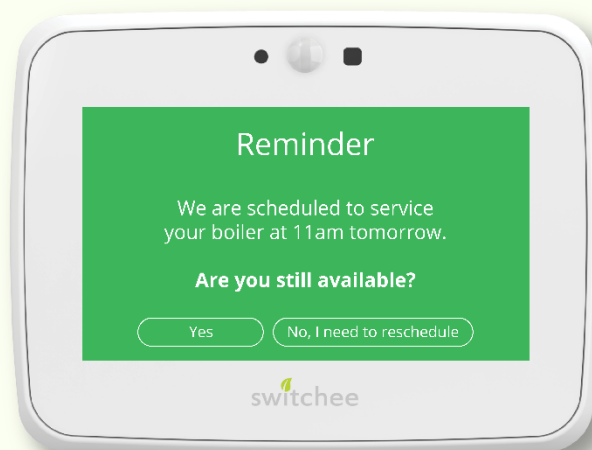 Reminder
We are scheduled to service
your boiler at 11am tomorrow.
Are you still available?
Yes
No, I need to reschedule
switchee